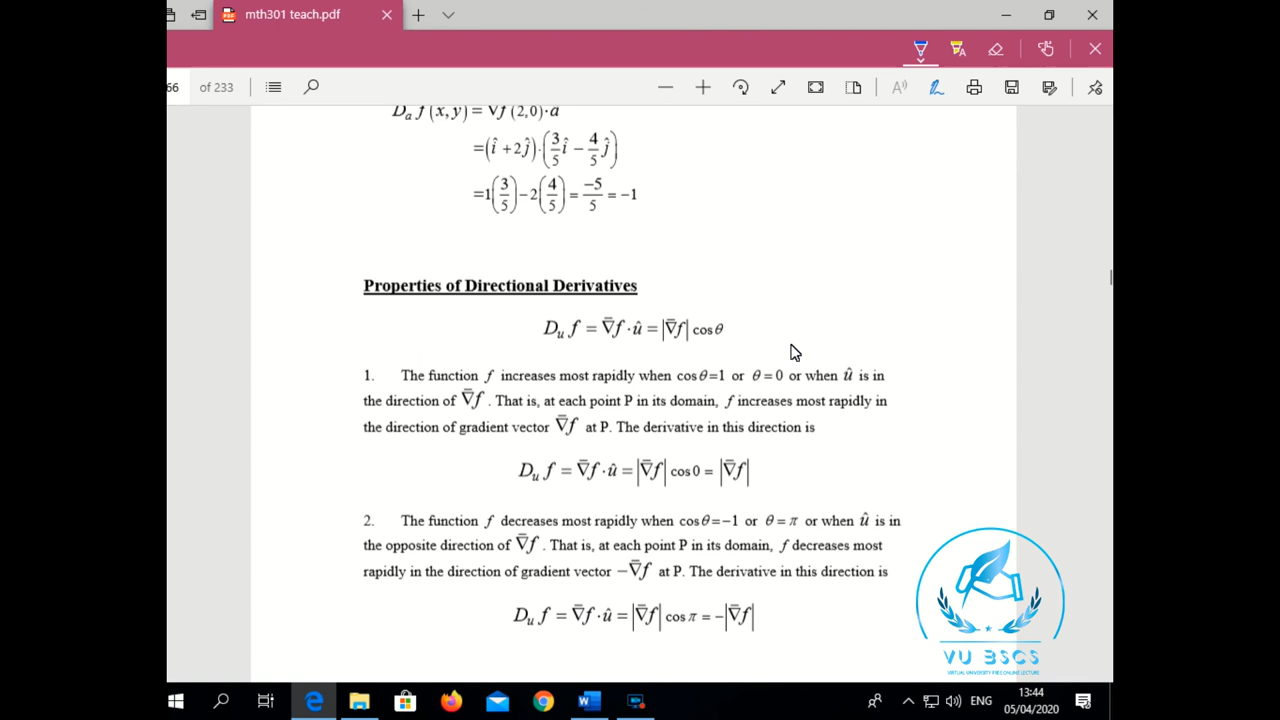 mth301 teach.pdf
66 of 233
D_a f(x,y) = ∇f(2,0)·a
=(î +2ĵ)·(3/5 î − 4/5 ĵ)
=1(3/5)−2(4/5) = −5/5 = −1
Properties of Directional Derivatives
D_u f = ∇̄f · û = |∇̄f| cosθ
1. The function f increases most rapidly when cosθ=1 or θ=0 or when û is in
the direction of ∇̄f . That is, at each point P in its domain, f increases most rapidly in
the direction of gradient vector ∇̄f at P. The derivative in this direction is
D_u f = ∇̄f · û = |∇̄f| cos0 = |∇̄f|
2. The function f decreases most rapidly when cosθ=−1 or θ=π or when û is in
the opposite direction of ∇̄f . That is, at each point P in its domain, f decreases most
rapidly in the direction of gradient vector −∇̄f at P. The derivative in this direction is
D_u f = ∇̄f · û = |∇̄f| cosπ = −|∇̄f|
VU BSCS
VIRTUAL UNIVERSITY FREE ONLINE LECTURE
ENG
13:44
05/04/2020